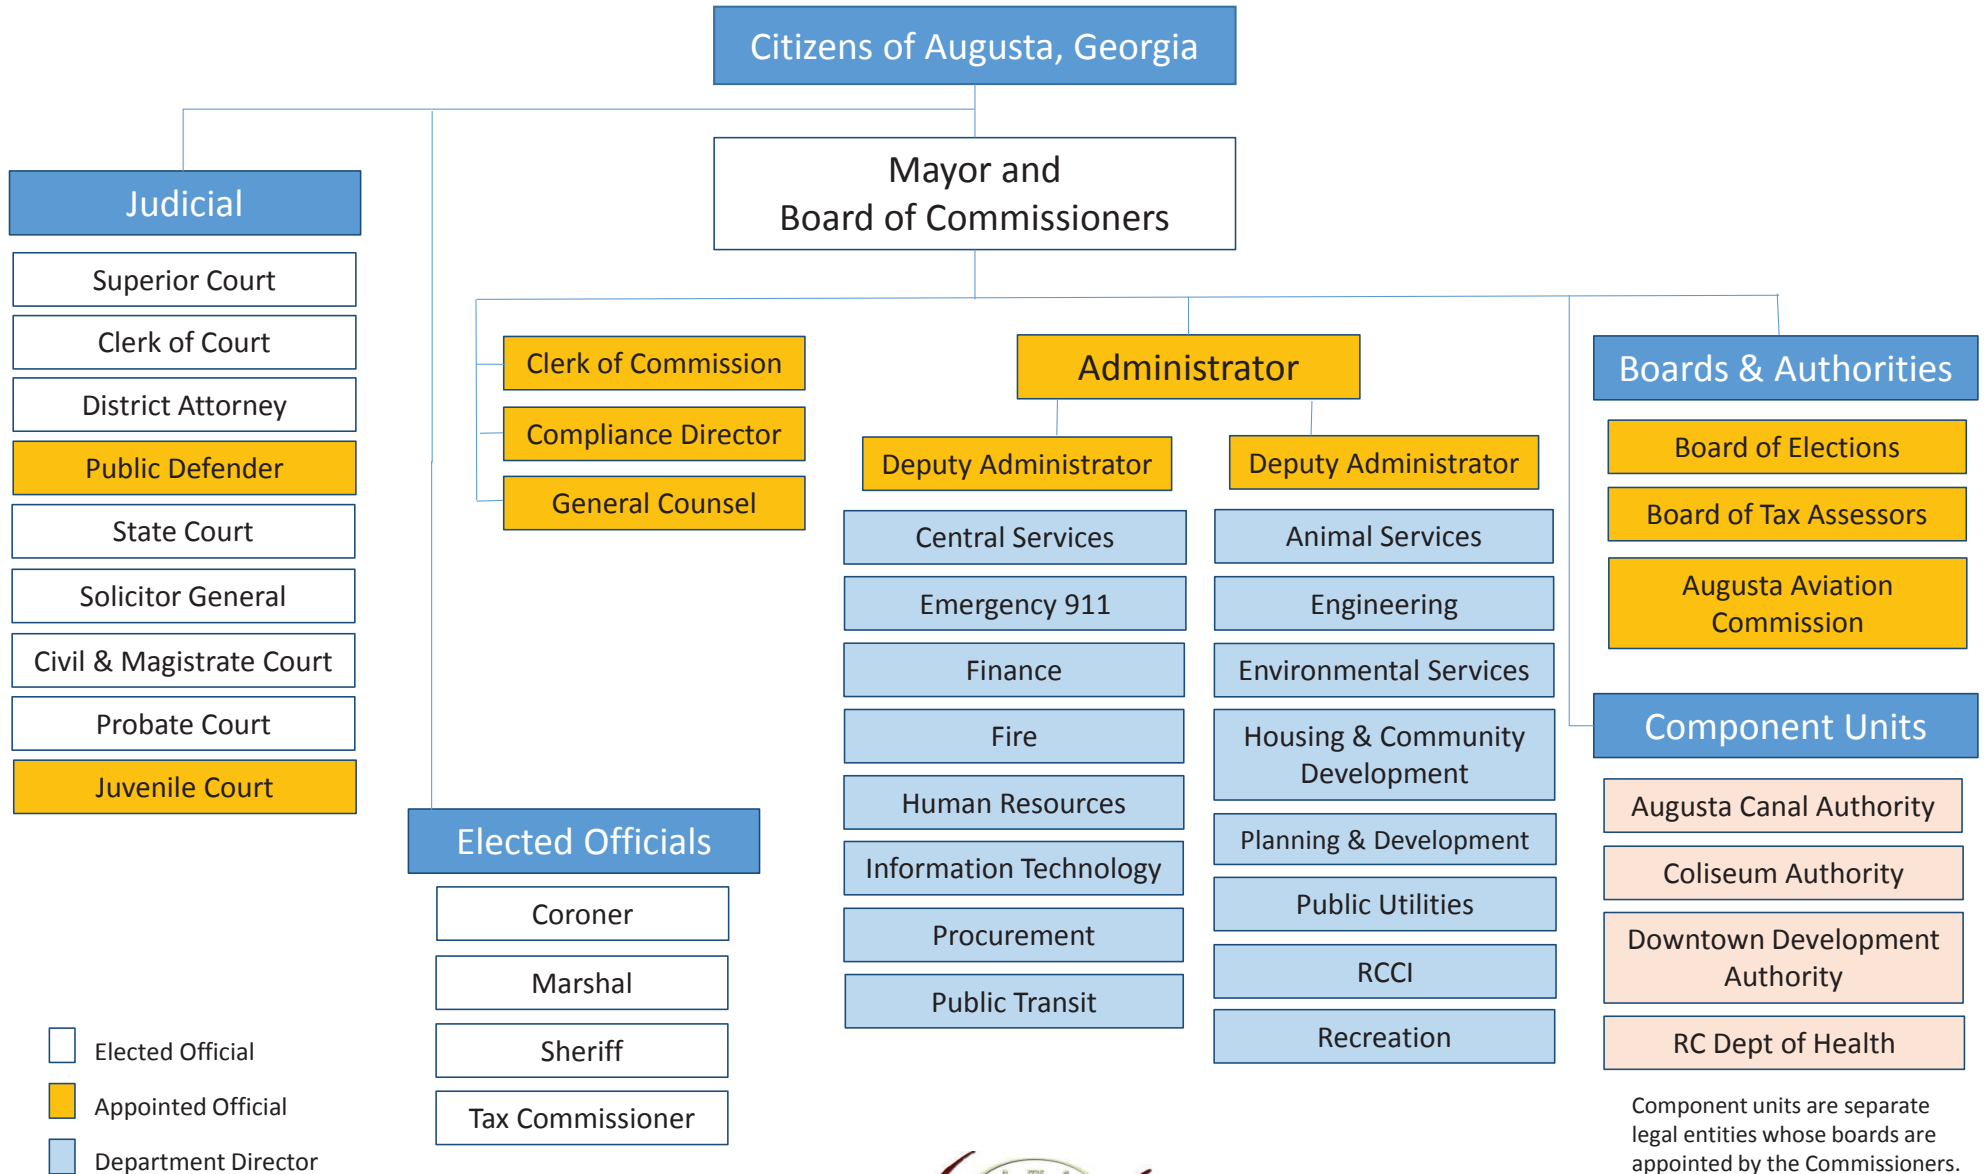 Citizens of Augusta, Georgia
Mayor and
Board of Commissioners
Judicial
Superior Court
Clerk of Court
District Attorney
Public Defender
State Court
Solicitor General
Civil & Magistrate Court
Probate Court
Juvenile Court
Elected Officials
Coroner
Marshal
Sheriff
Tax Commissioner
Clerk of Commission
Compliance Director
General Counsel
Administrator
Deputy Administrator
Central Services
Emergency 911
Finance
Fire
Human Resources
Information Technology
Procurement
Public Transit
Deputy Administrator
Animal Services
Engineering
Environmental Services
Housing & Community
Development
Planning & Development
Public Utilities
RCCI
Recreation
Boards & Authorities
Board of Elections
Board of Tax Assessors
Augusta Aviation
Commission
Component Units
Augusta Canal Authority
Coliseum Authority
Downtown Development
Authority
RC Dept of Health
Component units are separate
legal entities whose boards are
appointed by the Commissioners.
Elected Official
Appointed Official
Department Director